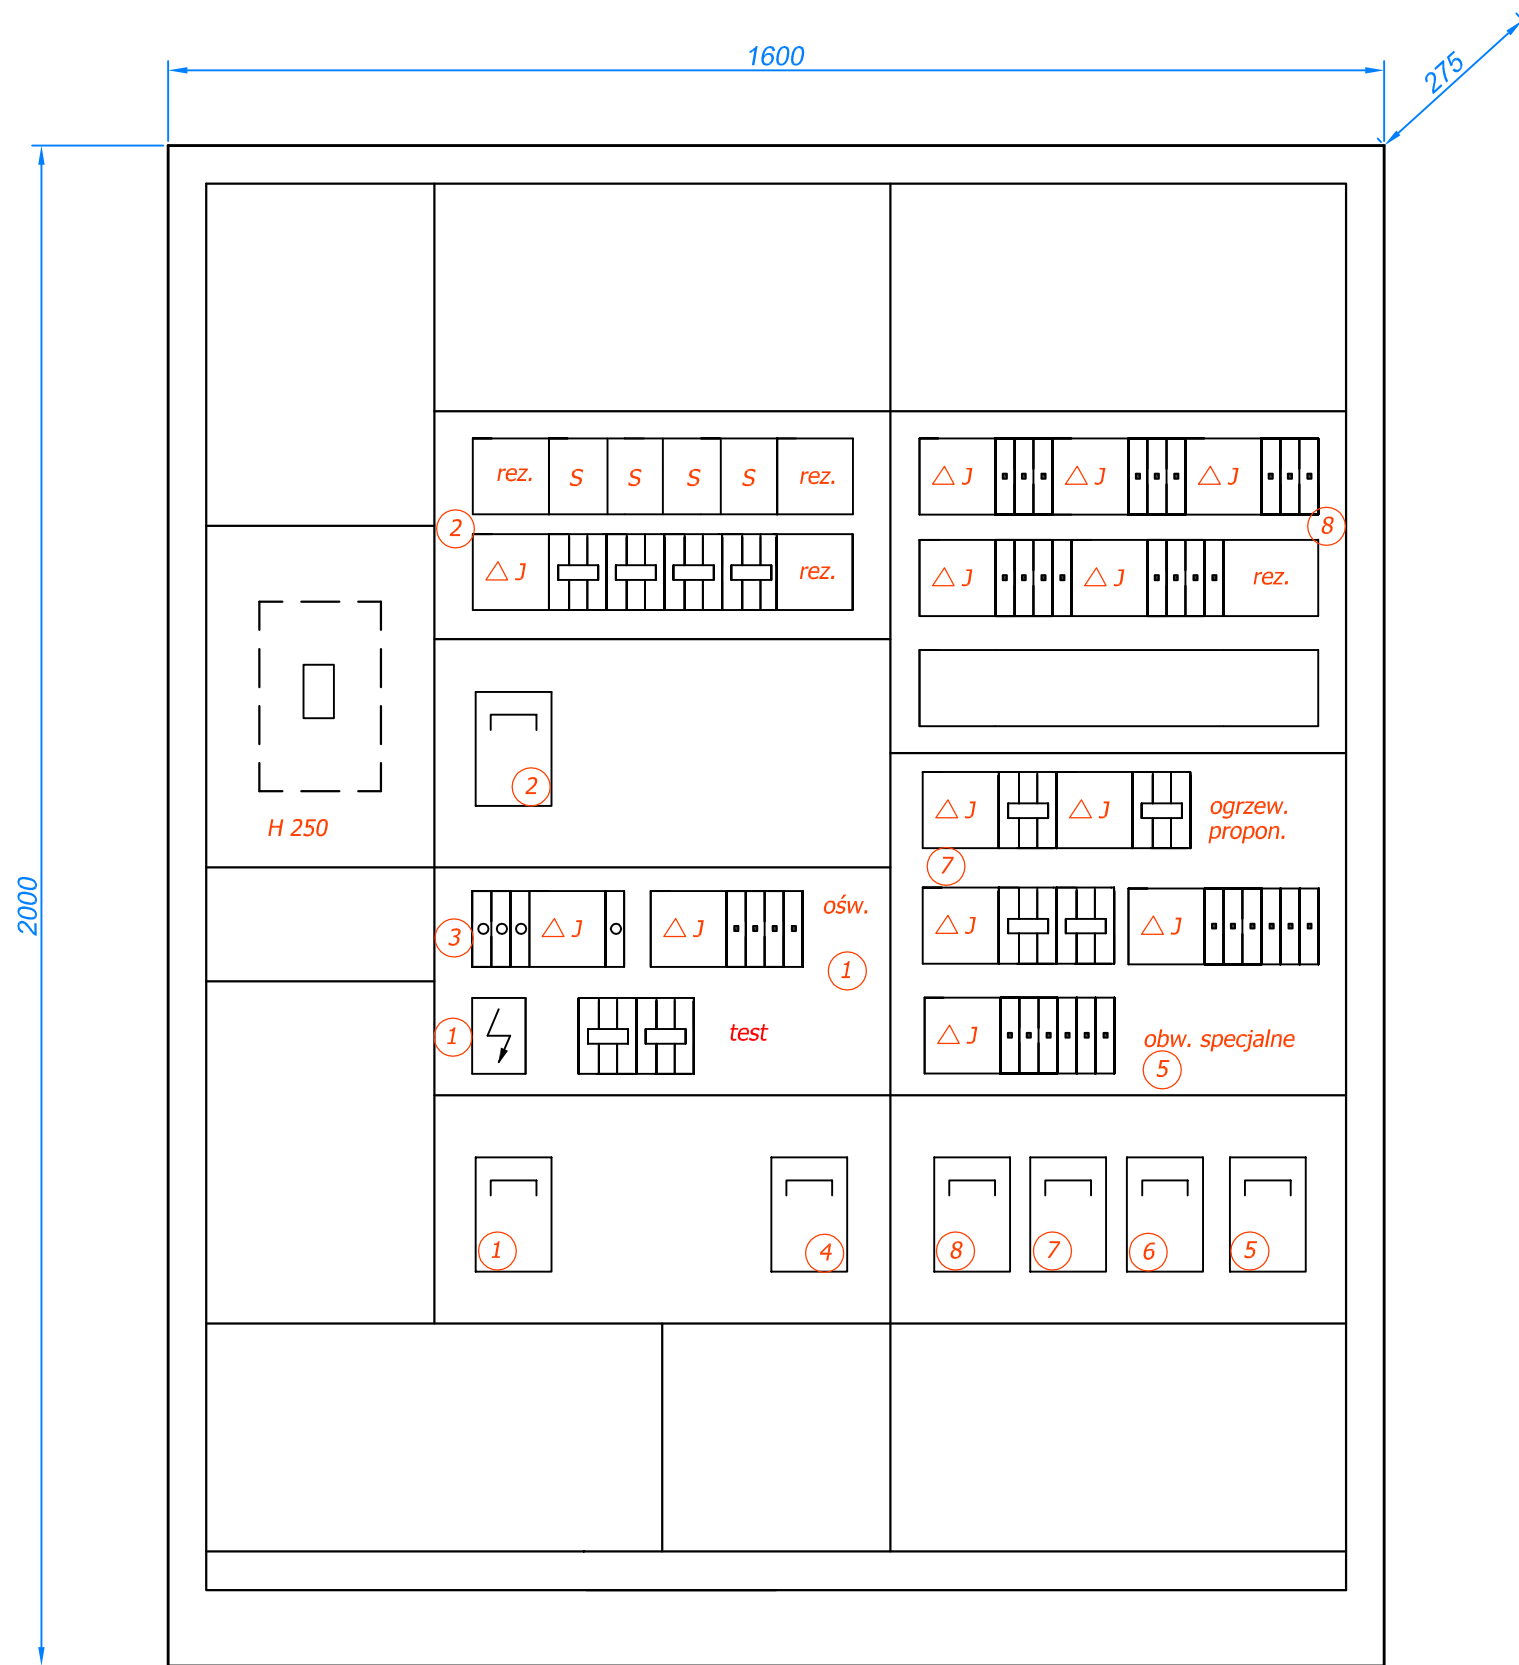 1600
275
rez. S S S S rez.
△ J △ J △ J
2
8
△ J rez.
△ J △ J rez.
2
△ J △ J ogrzew.
propon.
H 250
7
2000
3 △ J △ J ośw.
△ J △ J
1
1 test
△ J obw. specjalne
5
1 4 8 7 6 5